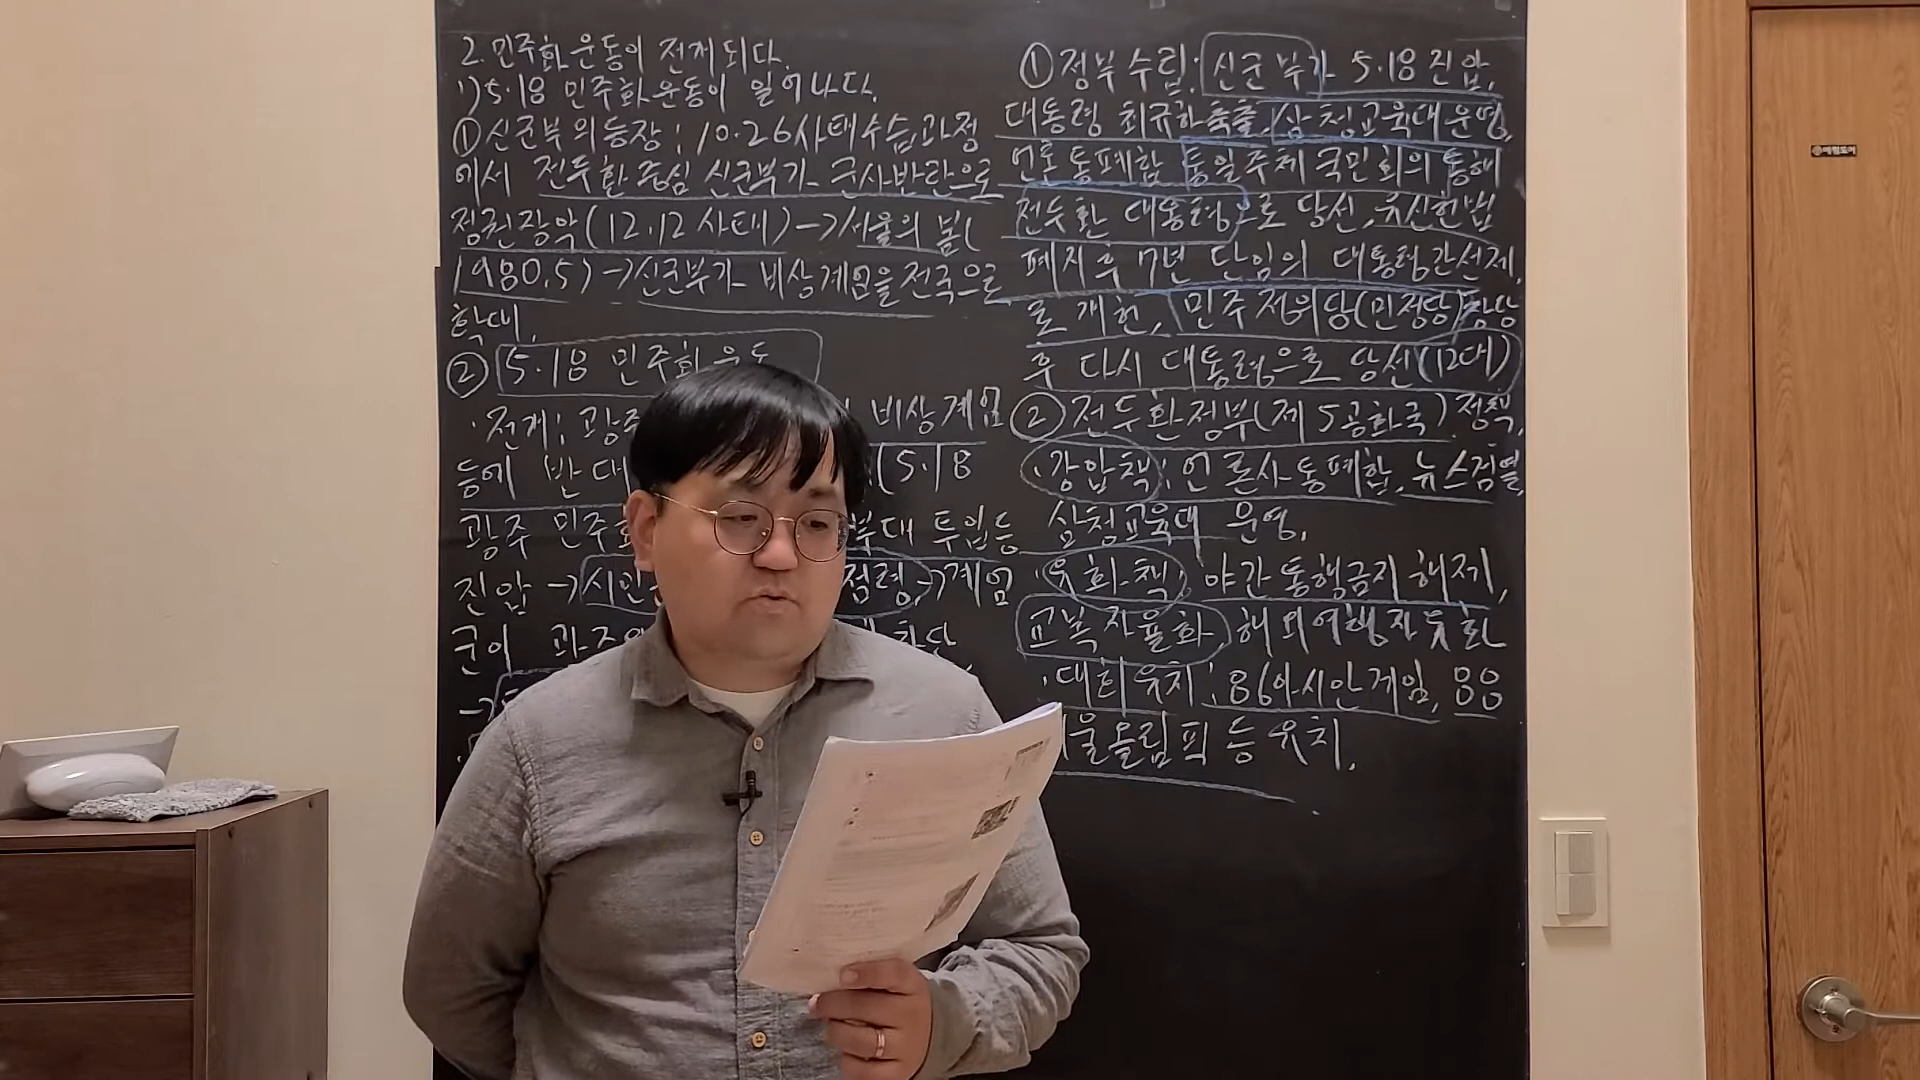 2.민주화운동이 전개되다.
1) 5·18 민주화운동이 일어나다.
① 신군부의등장; 10·26사태수습과정
에서 전두환 중심 신군부가 군사반란으로
정권장악(12.12 사태) -> 서울의 봄(
1980.5) -> 신군부가 비상계엄을 전국으로
확대.
② 5·18 민주화운동
·전개; 광주 비상계엄
등에 반대 (5·18
광주 민주화 부대 투입등
진압 -> 시민 점령 -> 계엄
군이
->
① 정부 수립; 신군부가 5·18 진압,
대통령 최규하 축출, 삼청교육대 운영,
언론통폐합 통일주체 국민회의 통해
전두환 대통령으로 당선, 유신헌법
폐지후 7년 단임의 대통령간선제,
로 개헌, 민주 정의당(민정당)창당
후 다시 대통령으로 당선(12대)
② 전두환정부(제 5공화국) 정책,
·강압책; 언론사통폐합, 뉴스검열,
삼청교육대 운영,
·유화책; 야간통행금지 해제,
교복 자율화, 해외여행자유화
·대회 유치; 86아시안게임, 88
울올림픽 등 유치.